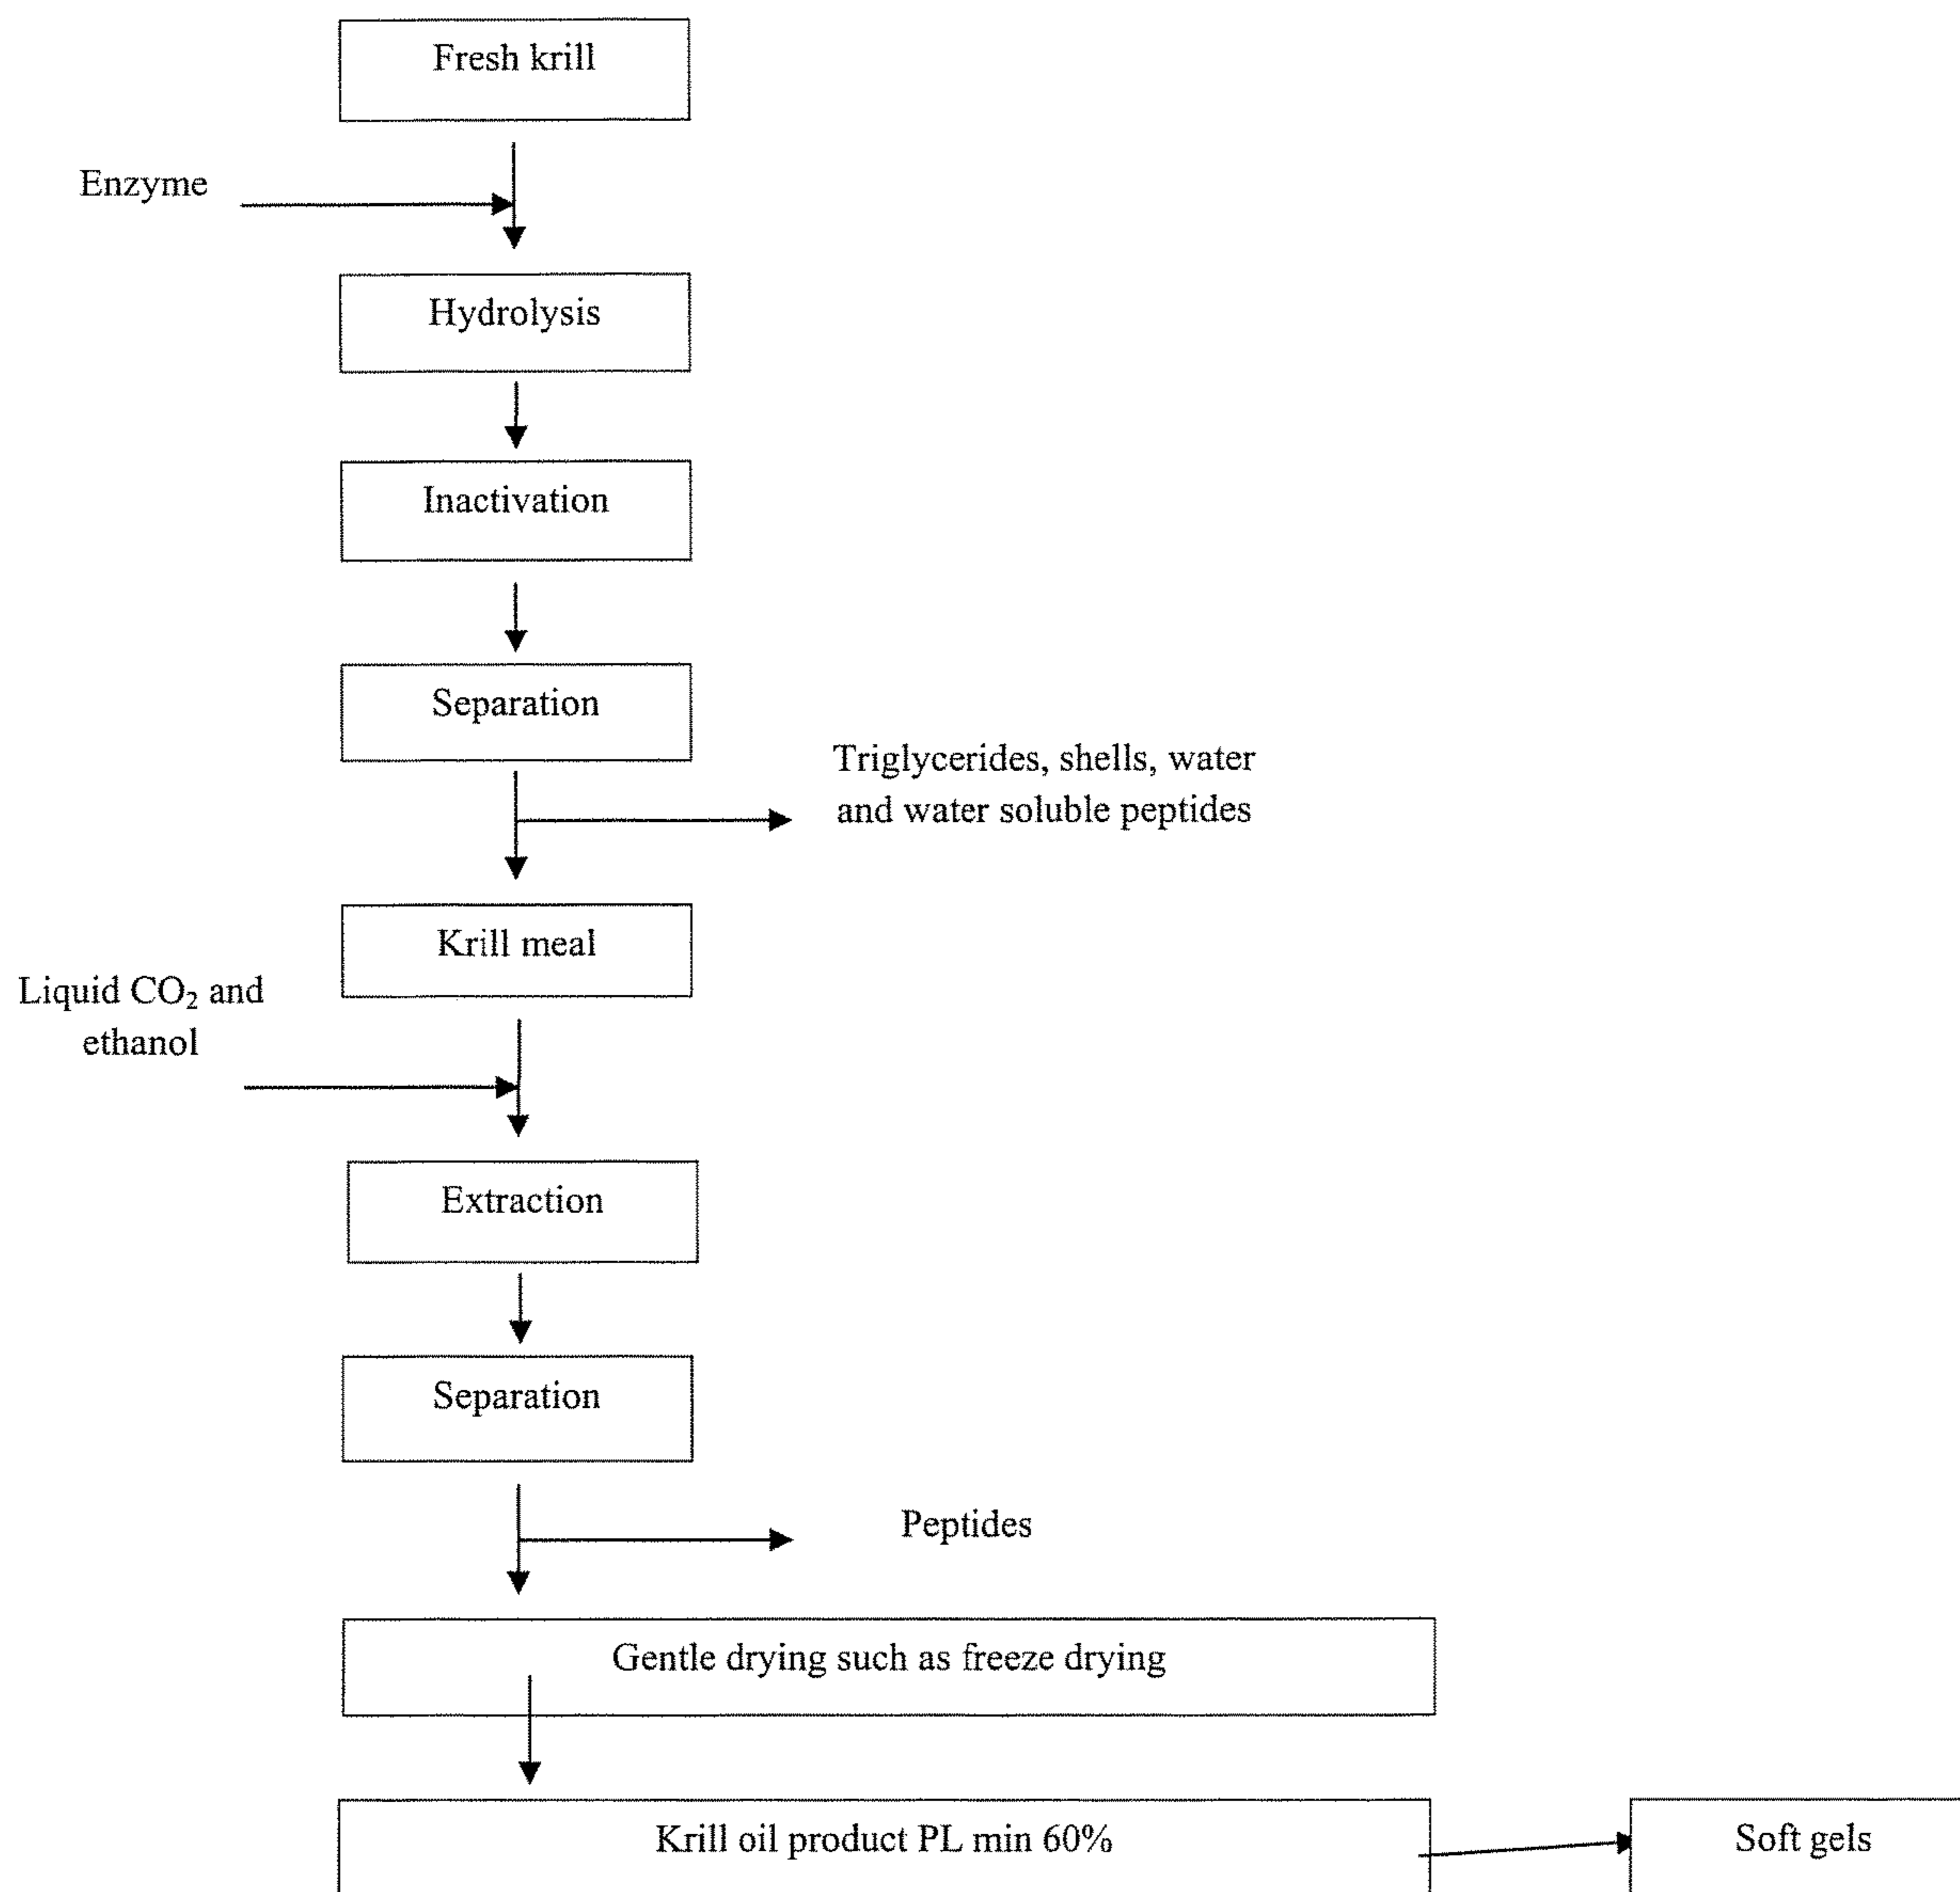 Fresh krill
Enzyme
Hydrolysis
Inactivation
Separation
Triglycerides, shells, water
and water soluble peptides
Krill meal
Liquid CO₂ and
ethanol
Extraction
Separation
Peptides
Gentle drying such as freeze drying
Krill oil product PL min 60%
Soft gels